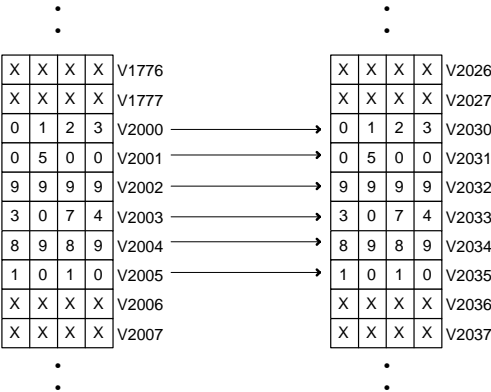 X X X X V1776 X X X X V2026
X X X X V1777 X X X X V2027
0 1 2 3 V2000 0 1 2 3 V2030
0 5 0 0 V2001 0 5 0 0 V2031
9 9 9 9 V2002 9 9 9 9 V2032
3 0 7 4 V2003 3 0 7 4 V2033
8 9 8 9 V2004 8 9 8 9 V2034
1 0 1 0 V2005 1 0 1 0 V2035
X X X X V2006 X X X X V2036
X X X X V2007 X X X X V2037